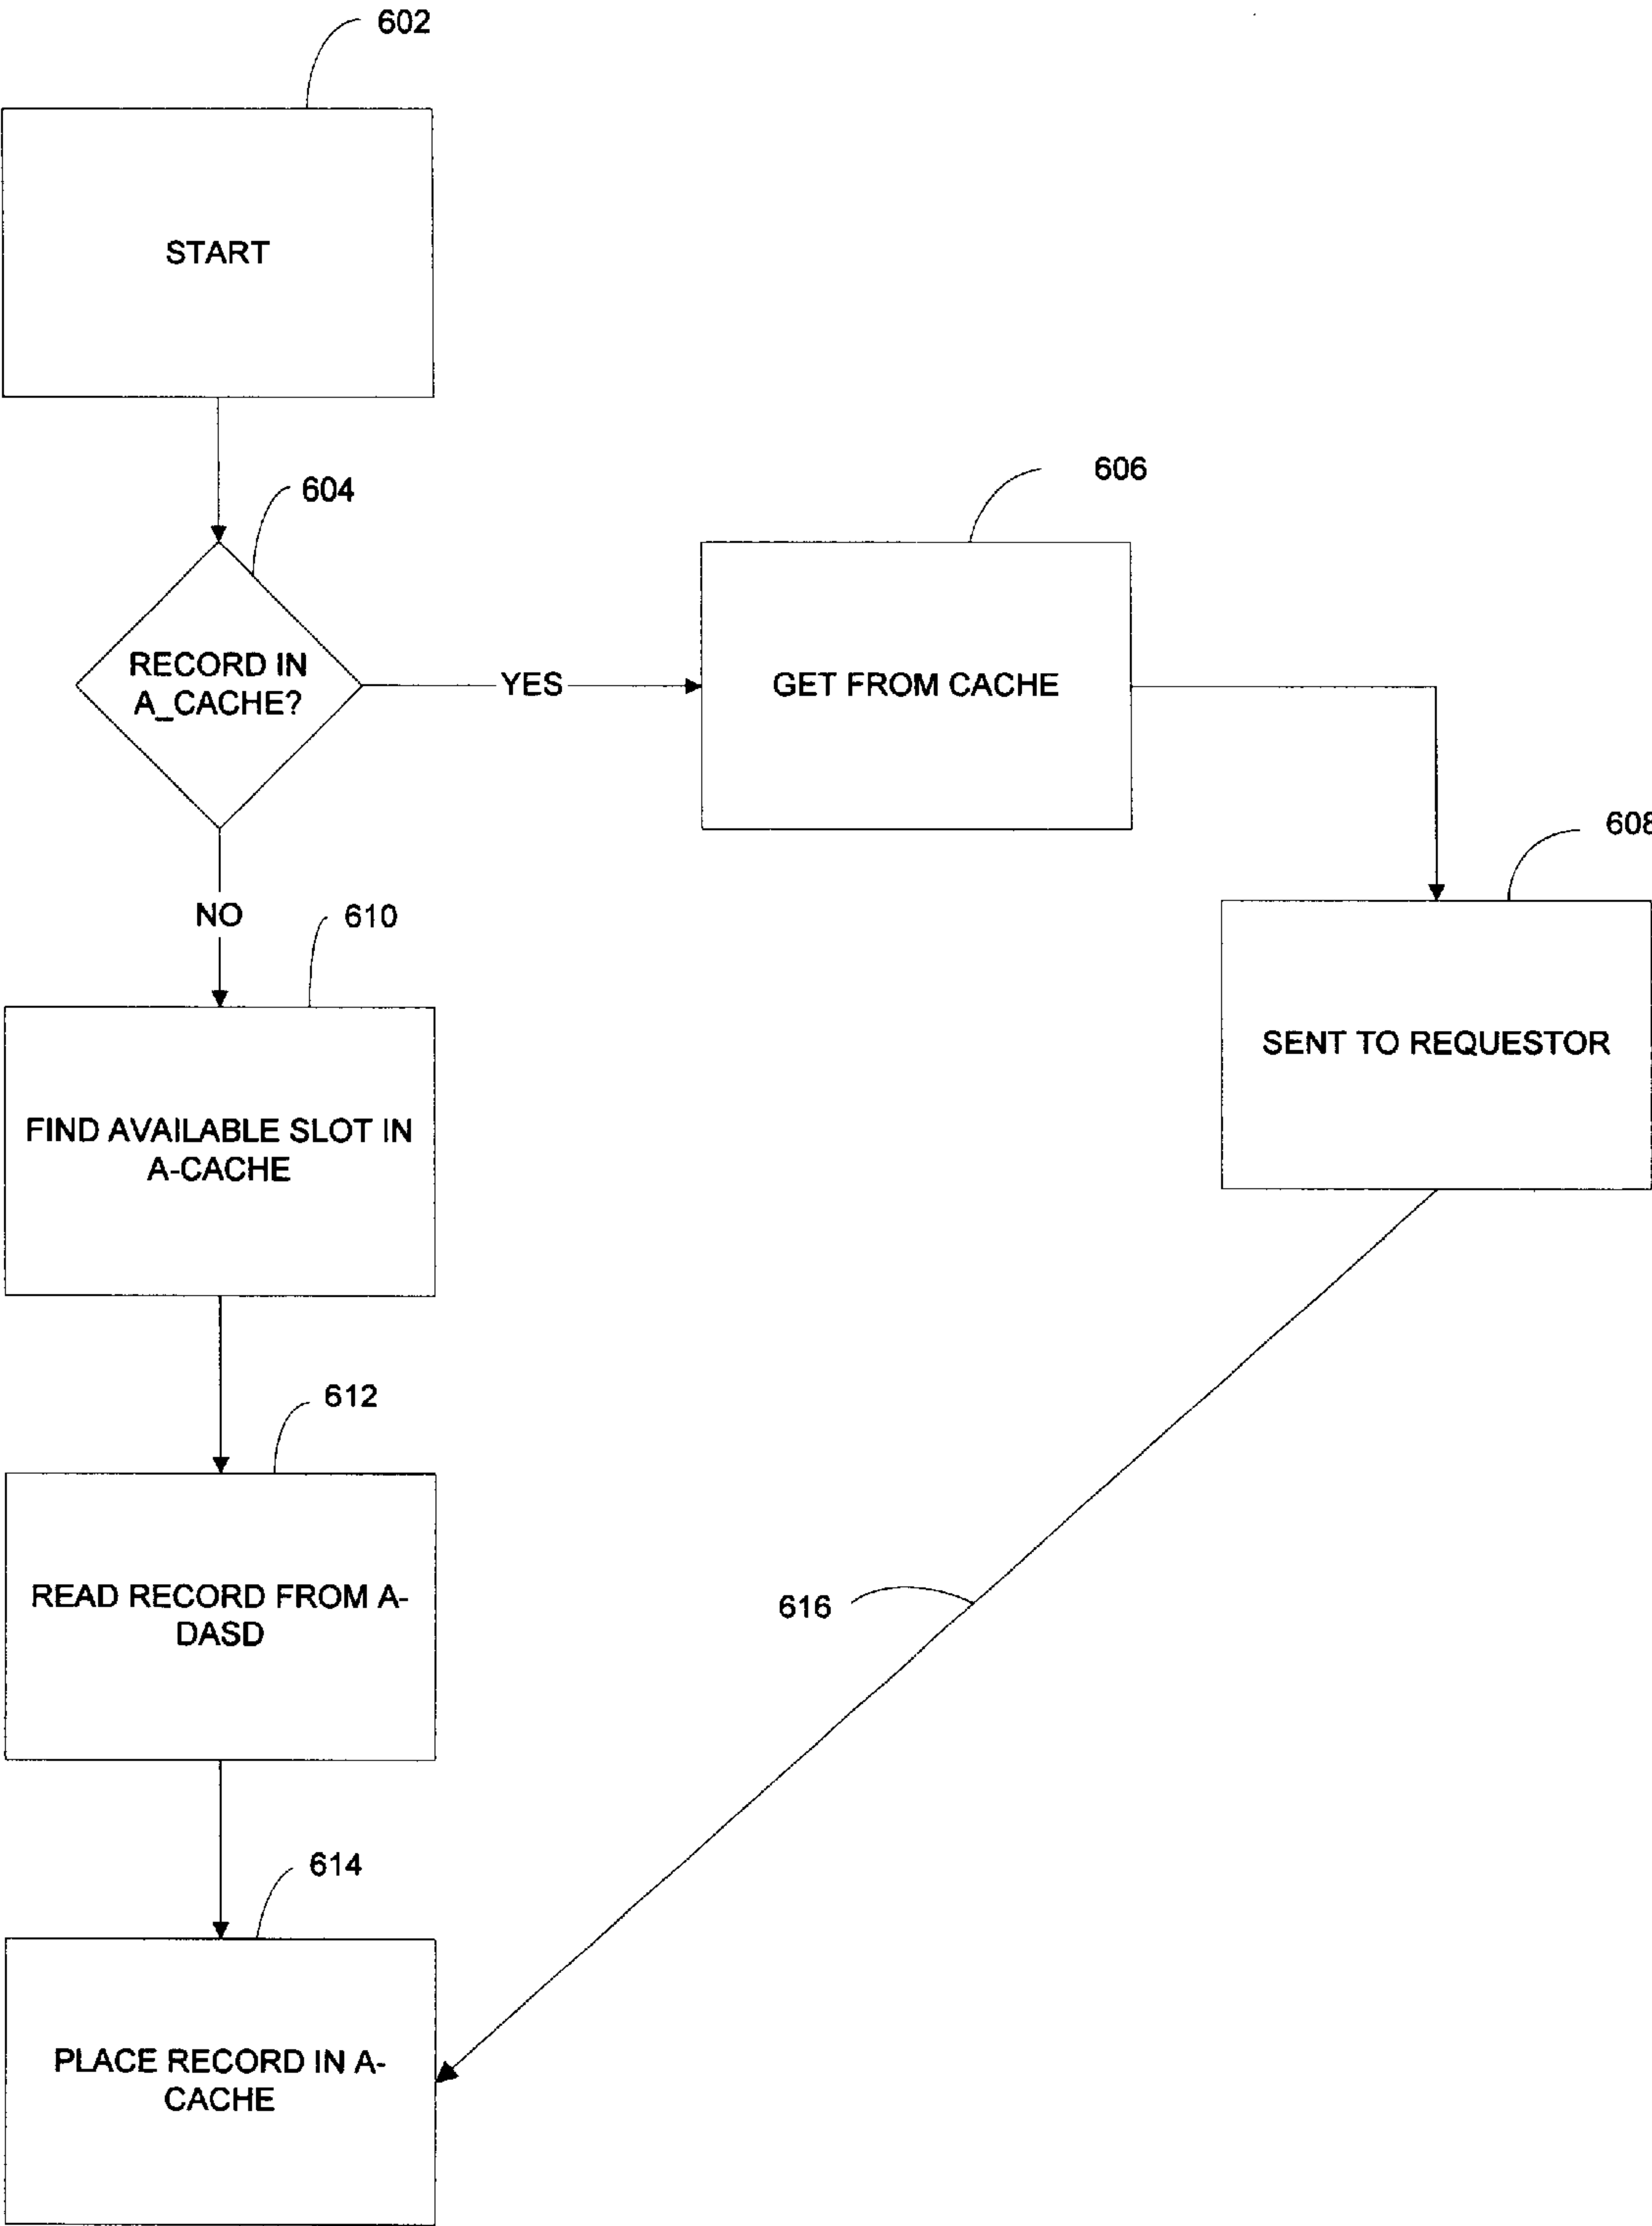 602
START
604
RECORD IN
A_CACHE?
YES
606
GET FROM CACHE
608
SENT TO REQUESTOR
NO
610
FIND AVAILABLE SLOT IN
A-CACHE
612
READ RECORD FROM A-
DASD
616
614
PLACE RECORD IN A-
CACHE